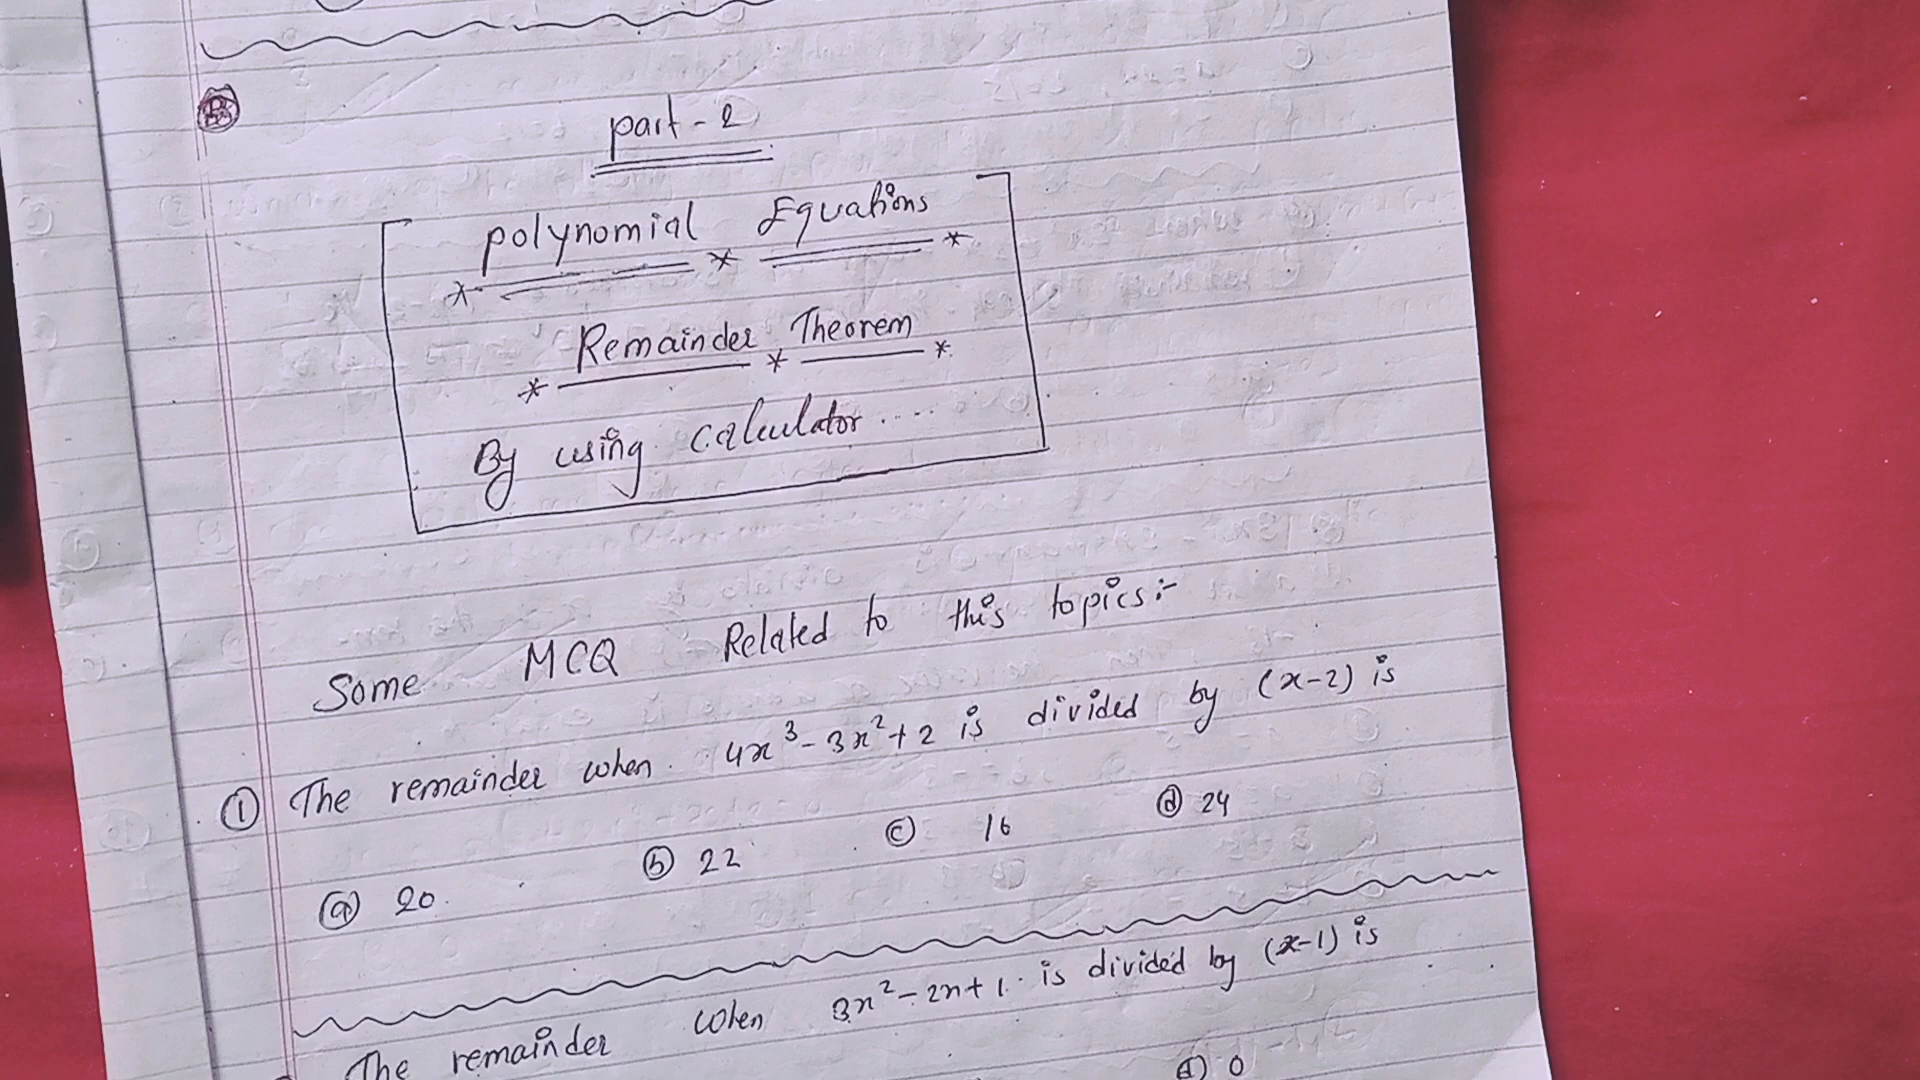 part - 2
polynomial Equations
Remainder Theorem
By using calculator ....
Some MCQ Related to this topics:-
① The remainder when 4x³ - 3x² + 2 is divided by (x-2) is
ⓐ 20 ⓑ 22 ⓒ 16 ⓓ 24
The remainder when 3x² - 2x + 1 is divided by (x-1) is
ⓓ 0